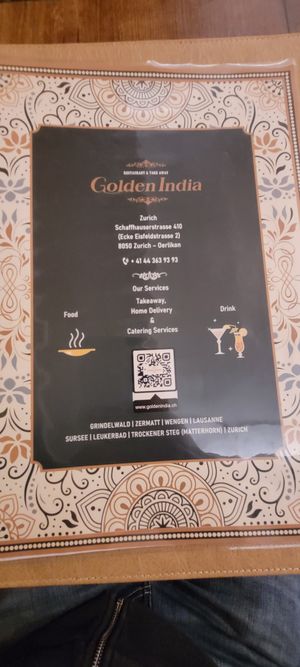 RESTAURANT & TAKE AWAY
Golden India
Zurich
Schaffhauserstrasse 410
(Ecke Eisfeldstrasse 2)
8050 Zurich - Oerlikon
+ 41 44 363 93 93
Our Services
Takeaway,
Home Delivery
&
Catering Services
Food
Drink
www.goldenindia.ch
GRINDELWALD | ZERMATT | WENGEN | LAUSANNE
SURSEE | LEUKERBAD | TROCKENER STEG (MATTERHORN) | ZURICH